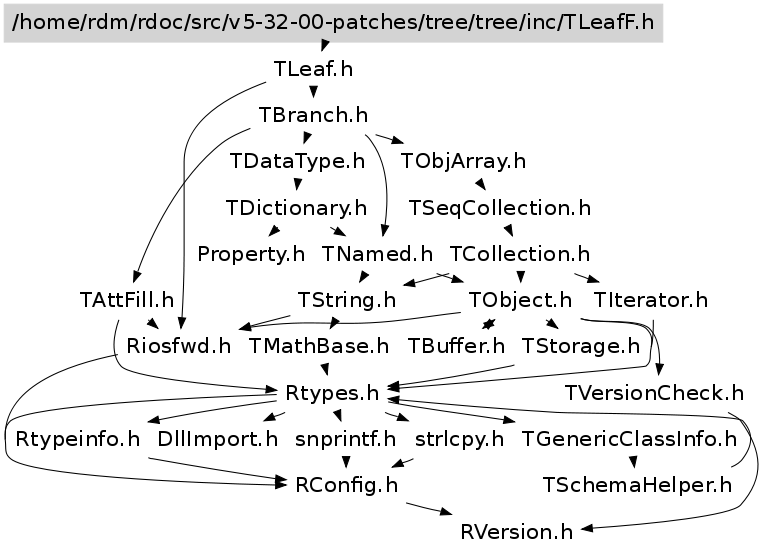 /home/rdm/rdoc/src/v5-32-00-patches/tree/tree/inc/TLeafF.h
TLeaf.h
TBranch.h
TDataType.h TObjArray.h
TDictionary.h TSeqCollection.h
Property.h TNamed.h TCollection.h
TAttFill.h TString.h TObject.h TIterator.h
Riosfwd.h TMathBase.h TBuffer.h TStorage.h
Rtypes.h TVersionCheck.h
Rtypeinfo.h DllImport.h snprintf.h strlcpy.h TGenericClassInfo.h
RConfig.h TSchemaHelper.h
RVersion.h